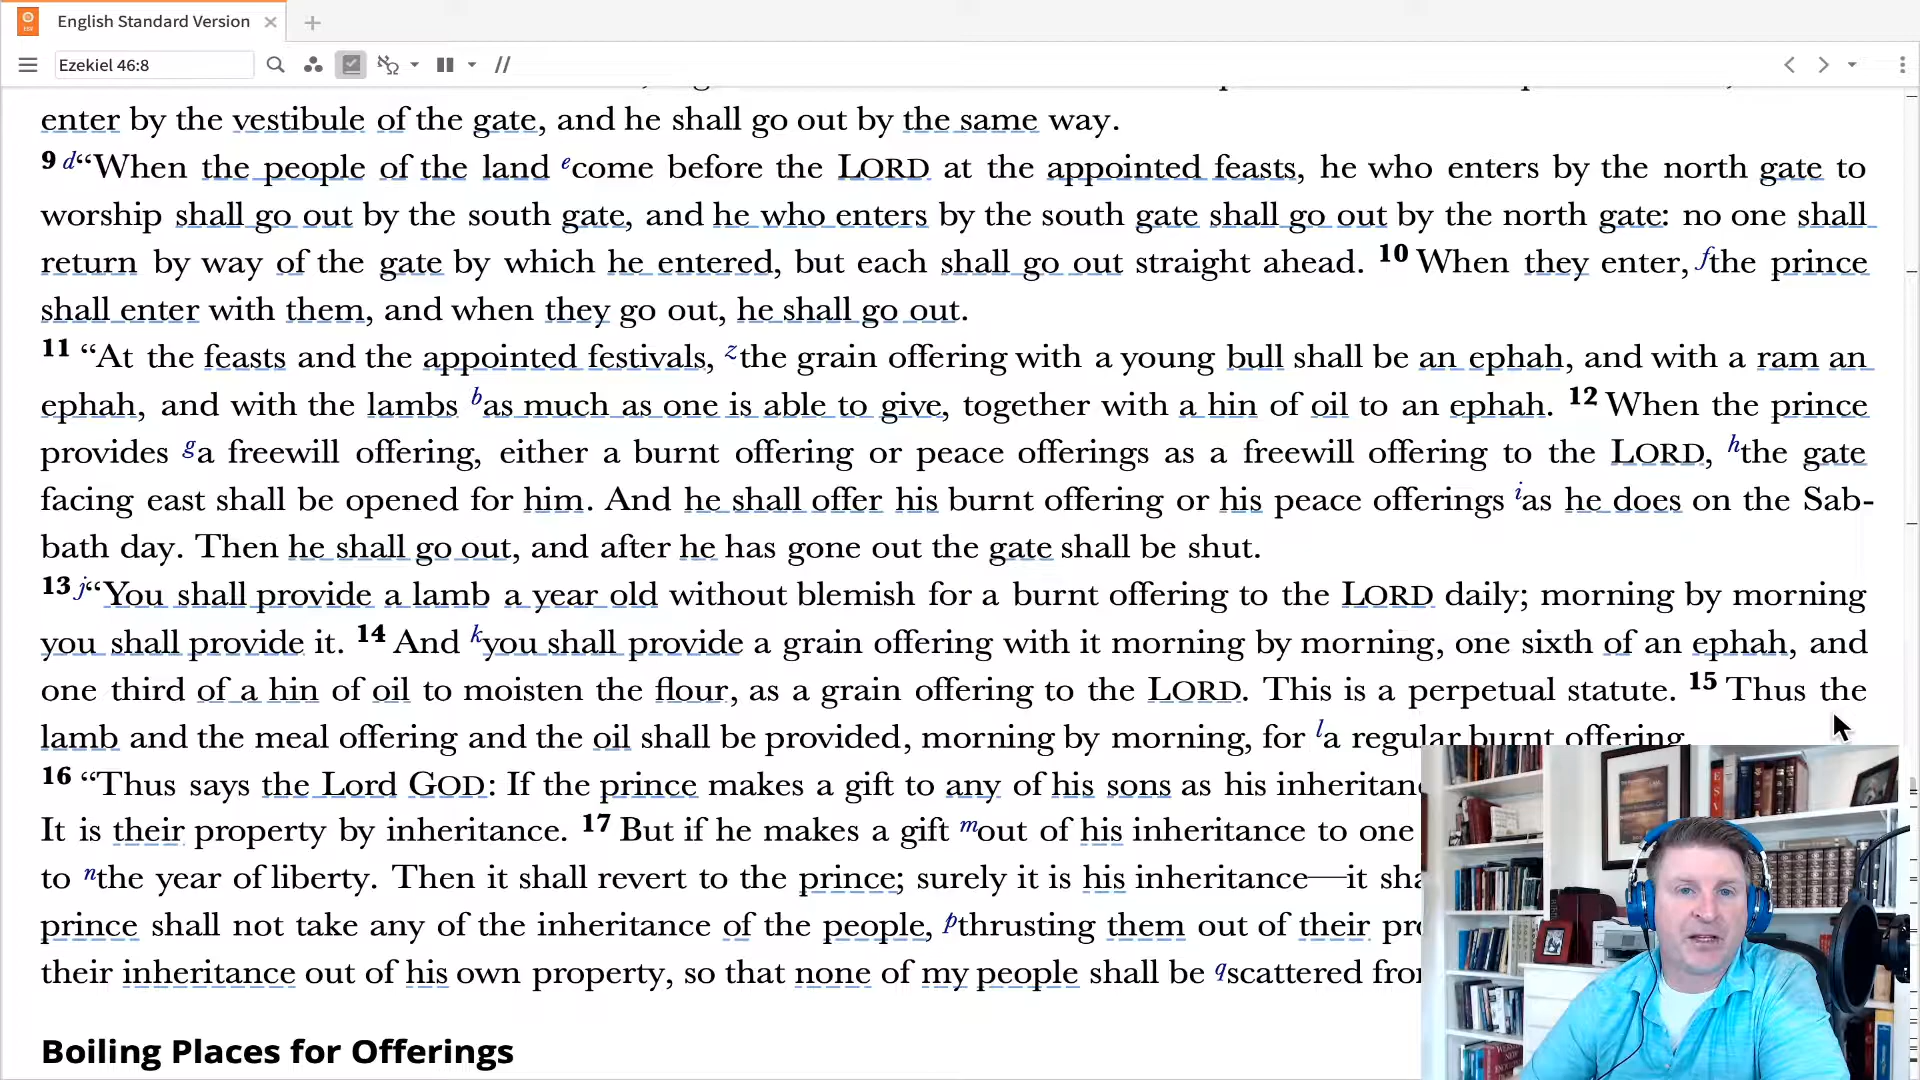 English Standard Version
Ezekiel 46:8
enter by the vestibule of the gate, and he shall go out by the same way.
9 d“When the people of the land ecome before the LORD at the appointed feasts, he who enters by the north gate to
worship shall go out by the south gate, and he who enters by the south gate shall go out by the north gate: no one shall
return by way of the gate by which he entered, but each shall go out straight ahead. 10 When they enter, fthe prince
shall enter with them, and when they go out, he shall go out.
11 “At the feasts and the appointed festivals, zthe grain offering with a young bull shall be an ephah, and with a ram an
ephah, and with the lambs bas much as one is able to give, together with a hin of oil to an ephah. 12 When the prince
provides ga freewill offering, either a burnt offering or peace offerings as a freewill offering to the LORD, hthe gate
facing east shall be opened for him. And he shall offer his burnt offering or his peace offerings ias he does on the Sab-
bath day. Then he shall go out, and after he has gone out the gate shall be shut.
13 j“You shall provide a lamb a year old without blemish for a burnt offering to the LORD daily; morning by morning
you shall provide it. 14 And kyou shall provide a grain offering with it morning by morning, one sixth of an ephah, and
one third of a hin of oil to moisten the flour, as a grain offering to the LORD. This is a perpetual statute. 15 Thus the
lamb and the meal offering and the oil shall be provided, morning by morning, for la regular burnt offering
16 “Thus says the Lord GOD: If the prince makes a gift to any of his sons as his inheritan
It is their property by inheritance. 17 But if he makes a gift mout of his inheritance to one
to nthe year of liberty. Then it shall revert to the prince; surely it is his inheritance—it sha
prince shall not take any of the inheritance of the people, pthrusting them out of their pro
their inheritance out of his own property, so that none of my people shall be qscattered from
Boiling Places for Offerings
ESV